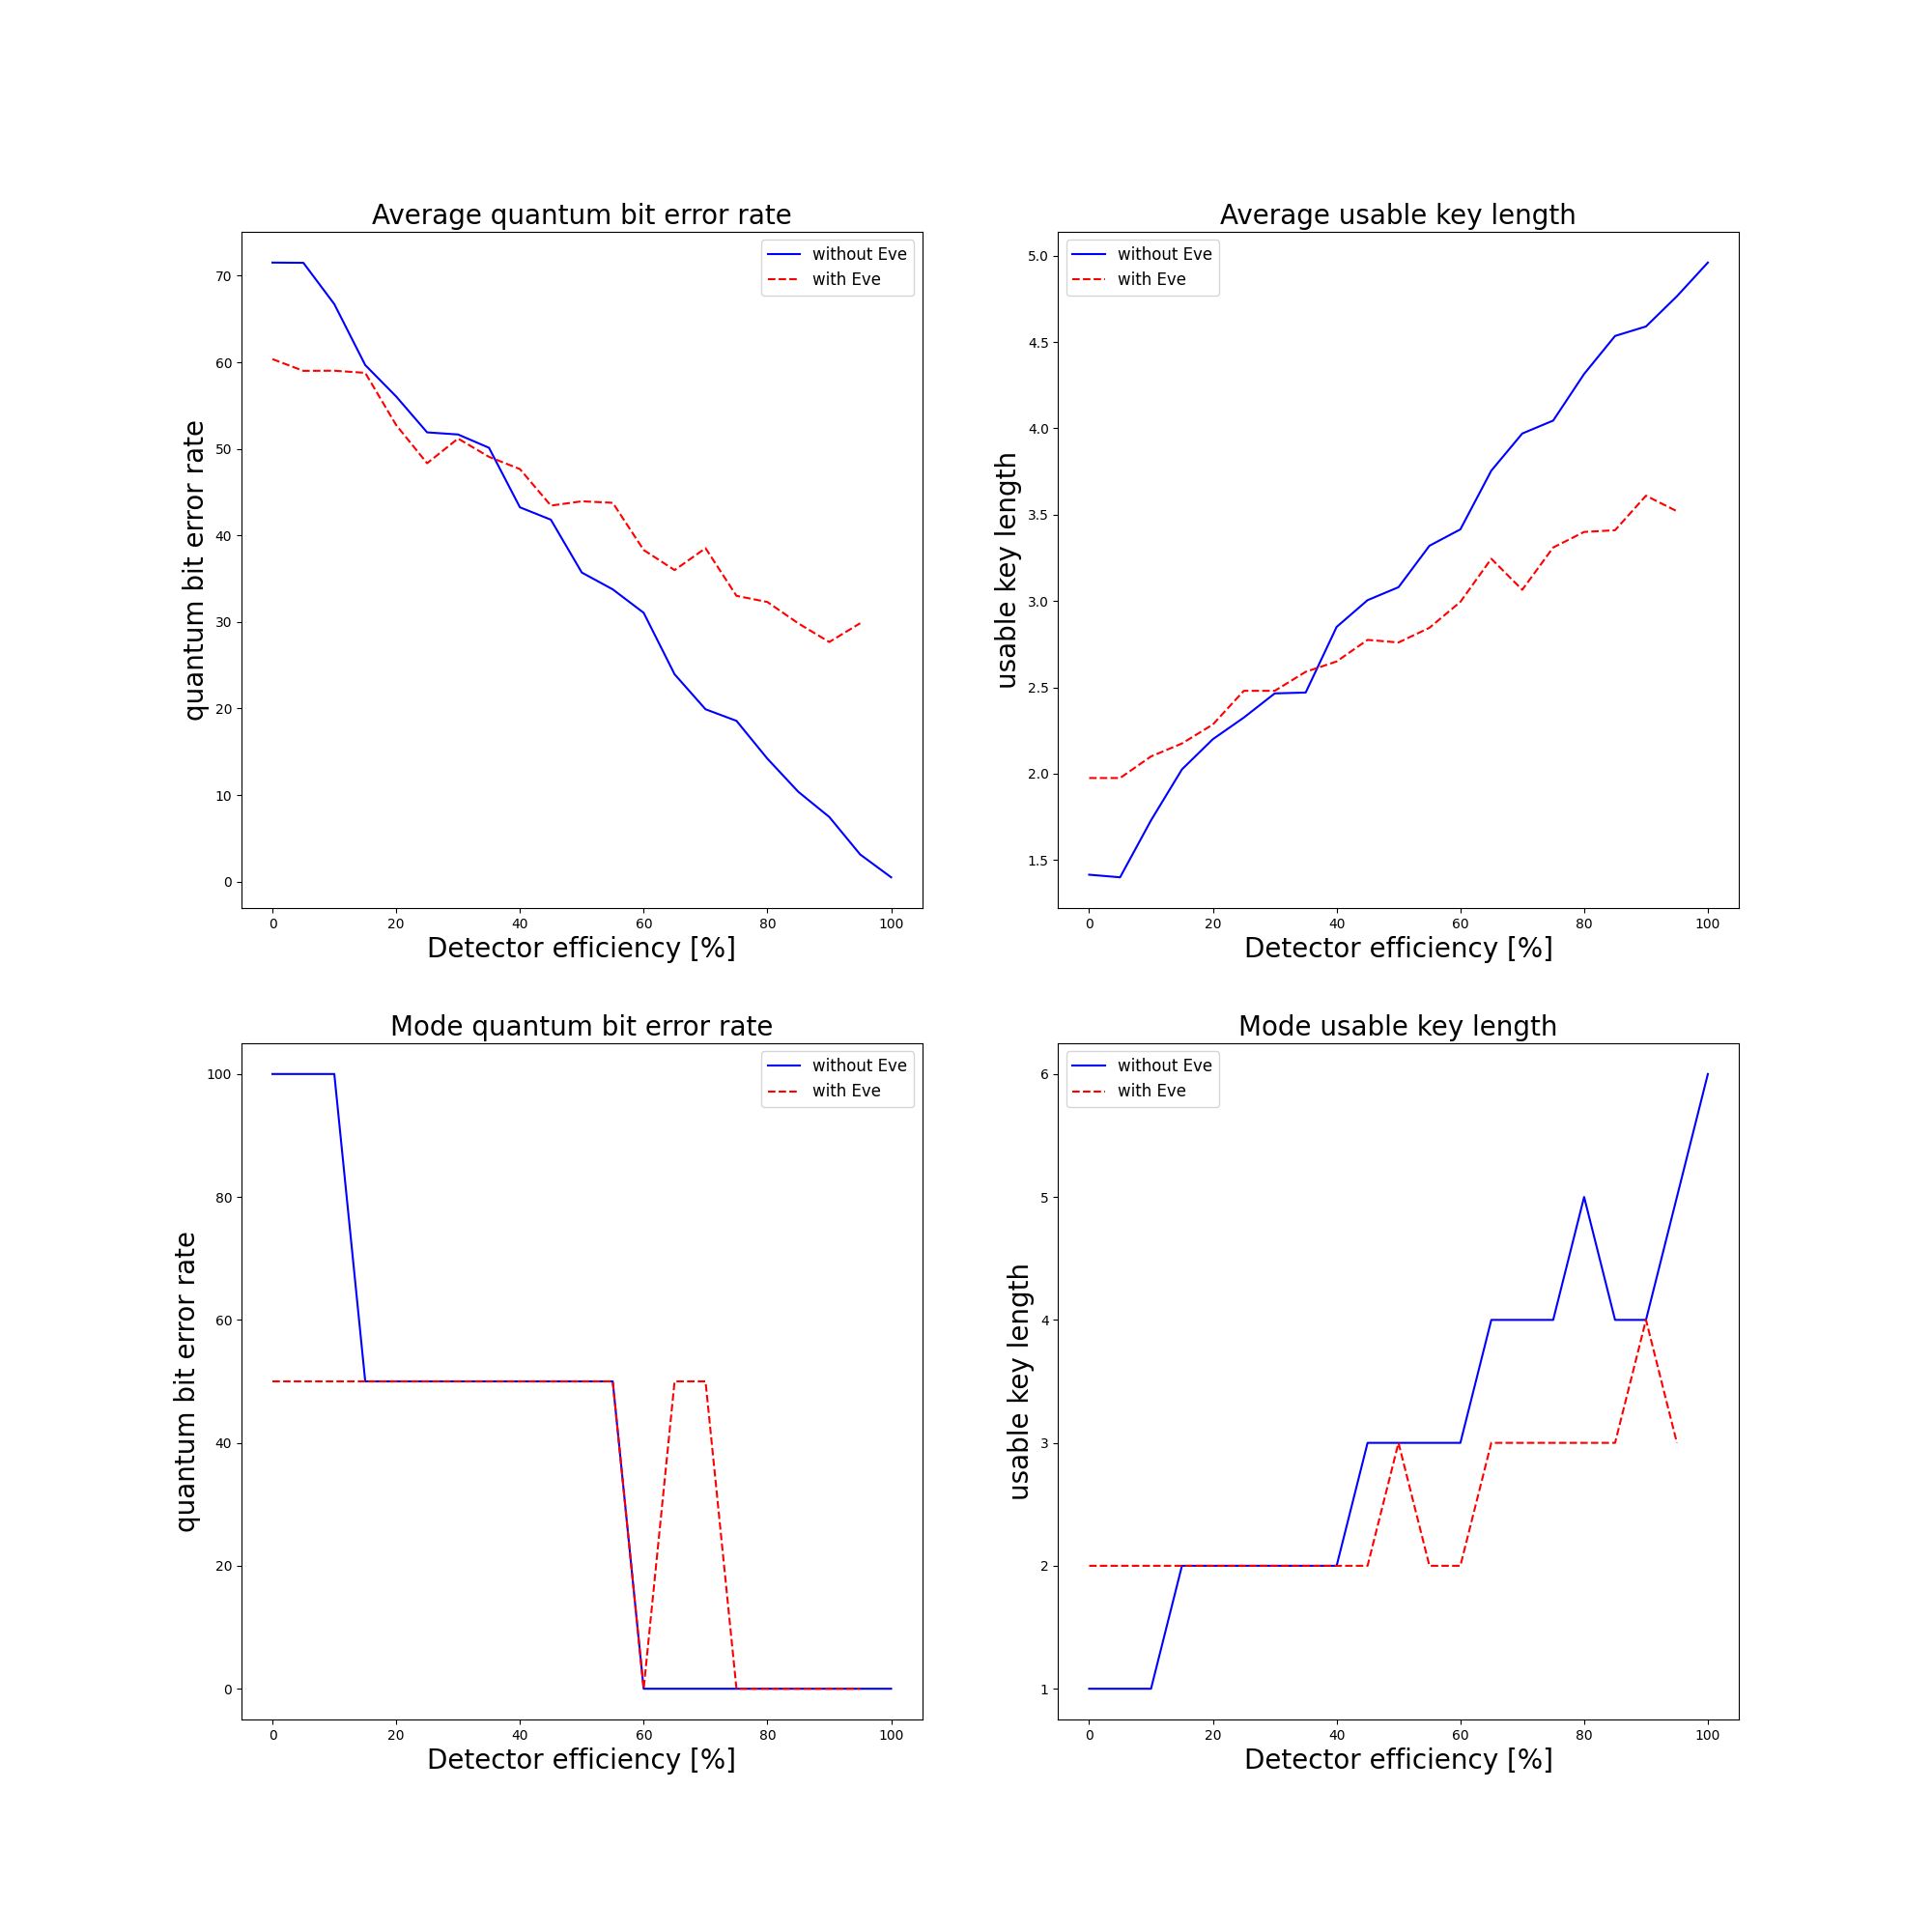 Average quantum bit error rate
quantum bit error rate
70
60
50
40
30
20
10
0
without Eve
with Eve
0 20 40 60 80 100
Detector efficiency [%]
Average usable key length
usable key length
5.0
4.5
4.0
3.5
3.0
2.5
2.0
1.5
without Eve
with Eve
0 20 40 60 80 100
Detector efficiency [%]
Mode quantum bit error rate
quantum bit error rate
100
80
60
40
20
0
without Eve
with Eve
0 20 40 60 80 100
Detector efficiency [%]
Mode usable key length
usable key length
6
5
4
3
2
1
without Eve
with Eve
0 20 40 60 80 100
Detector efficiency [%]